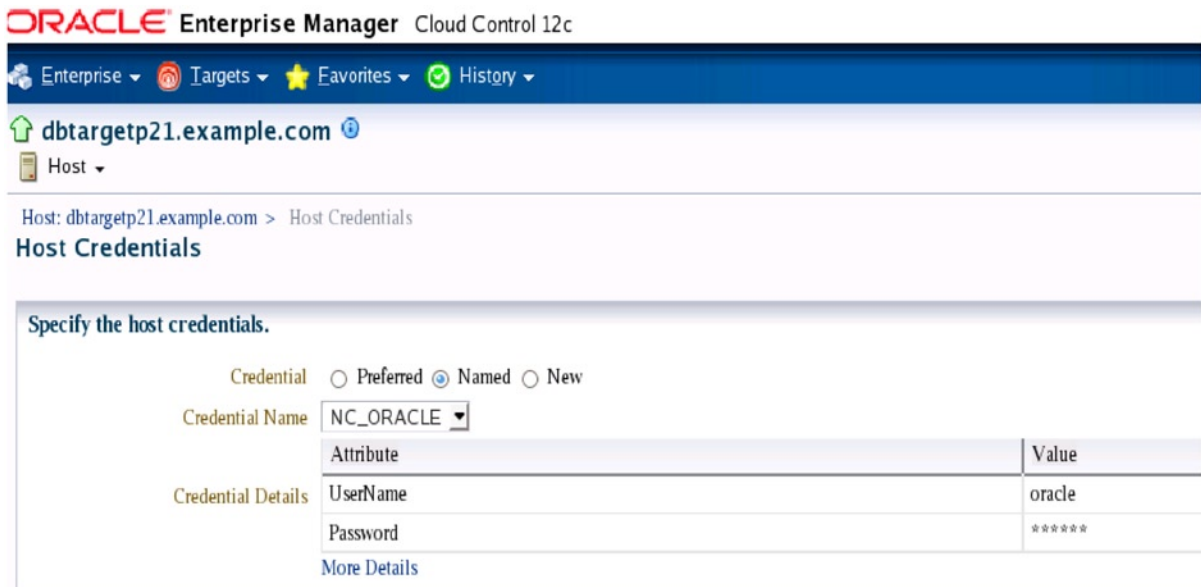 ORACLE Enterprise Manager Cloud Control 12c
Enterprise Targets Favorites History
dbtargetp21.example.com
Host
Host: dbtargetp21.example.com > Host Credentials
Host Credentials
Specify the host credentials.
Credential Preferred Named New
Credential Name NC_ORACLE
Attribute Value
Credential Details UserName oracle
Password ******
More Details